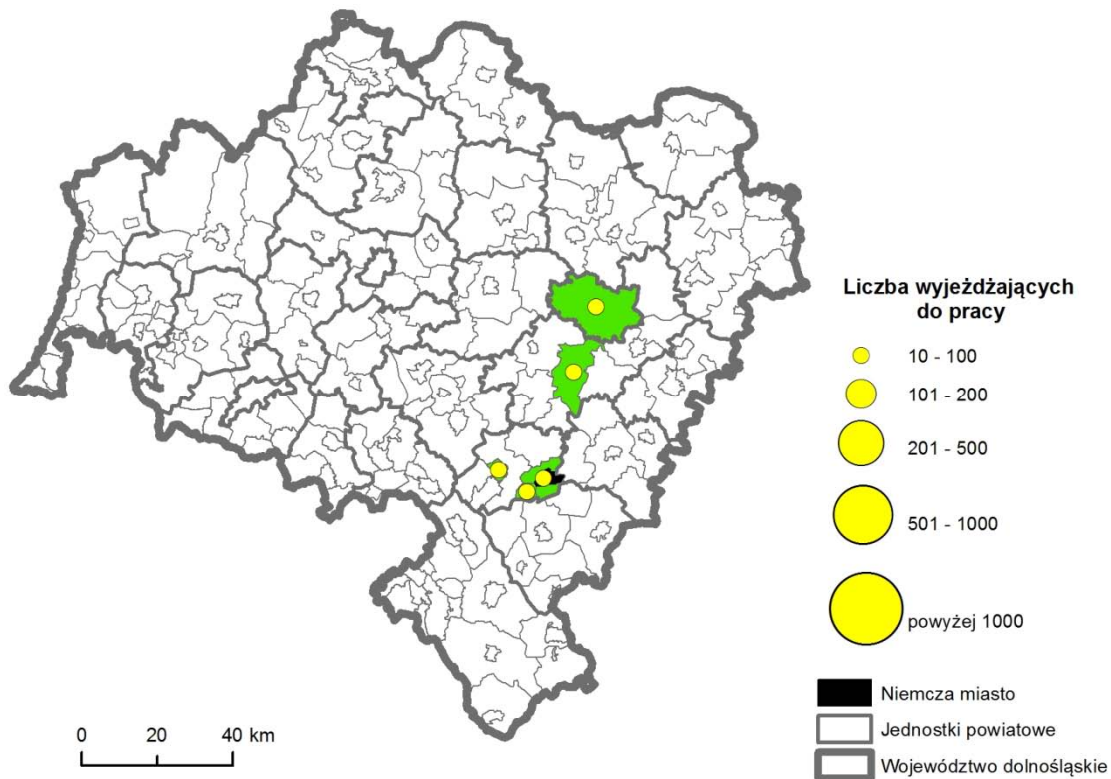 Liczba wyjeżdżających
do pracy
10 - 100
101 - 200
201 - 500
501 - 1000
powyżej 1000
Niemcza miasto
Jednostki powiatowe
Województwo dolnośląskie
0 20 40 km